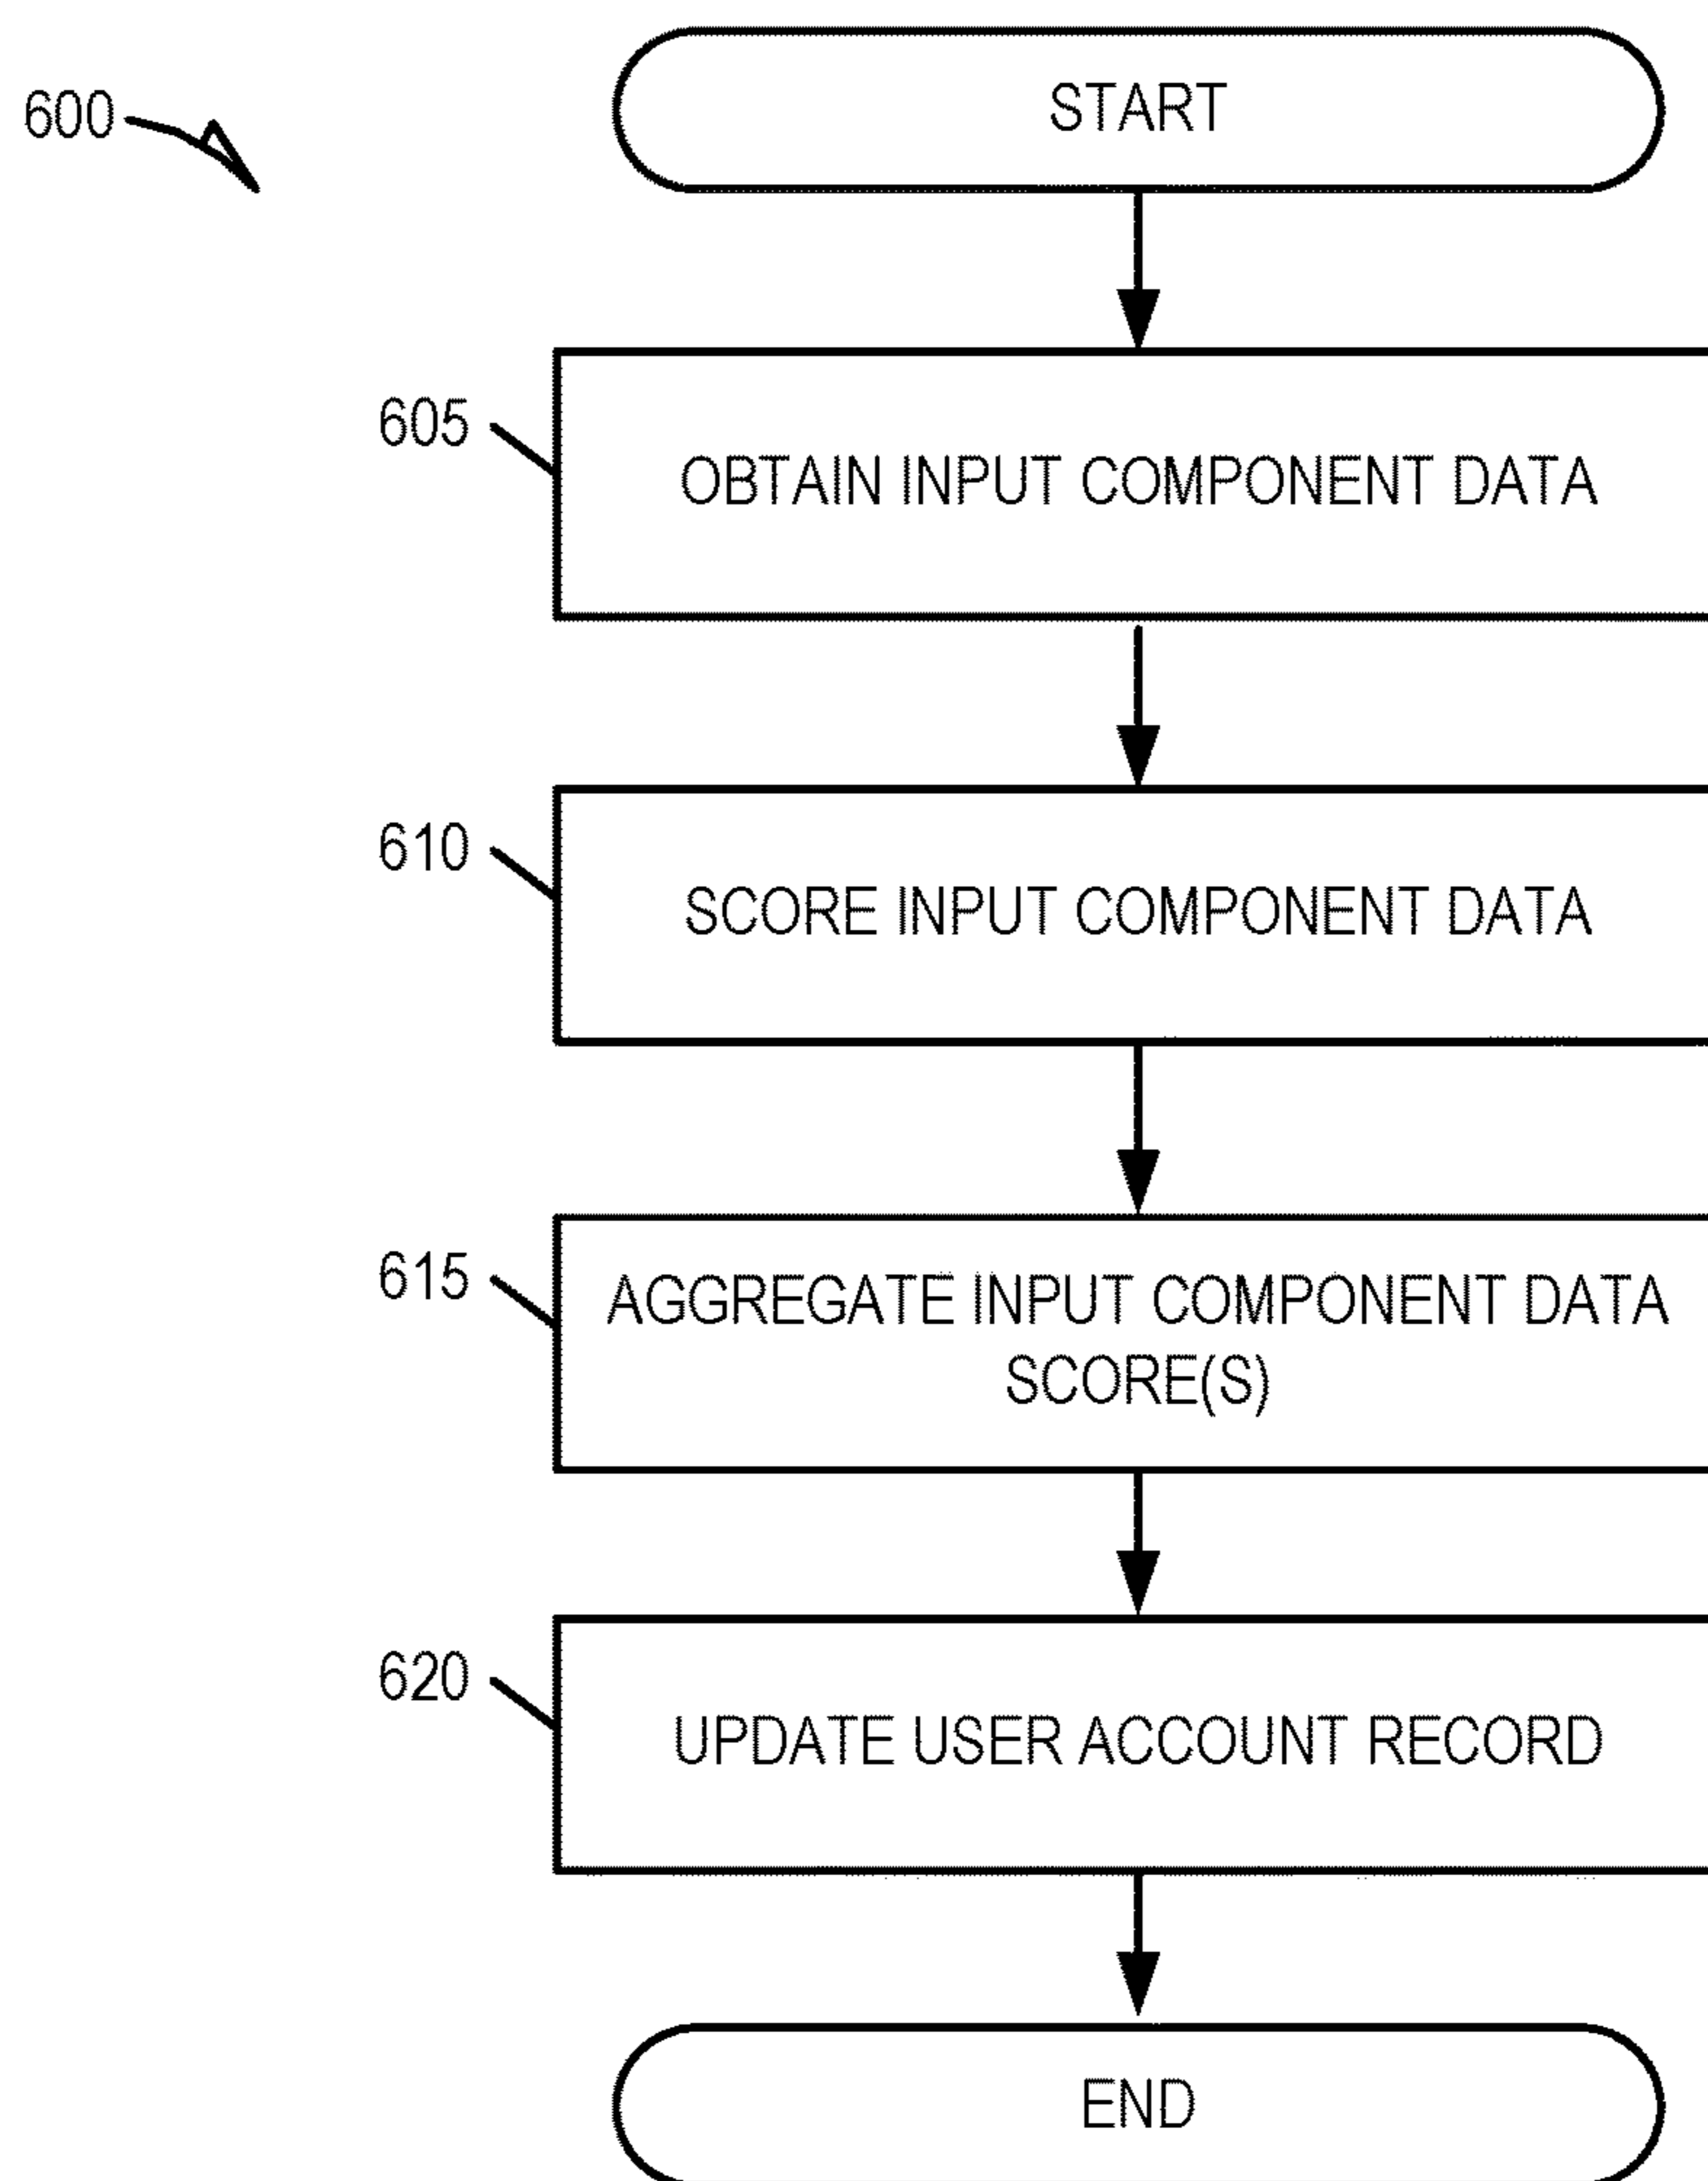 600
START
605
OBTAIN INPUT COMPONENT DATA
610
SCORE INPUT COMPONENT DATA
615
AGGREGATE INPUT COMPONENT DATA
SCORE(S)
620
UPDATE USER ACCOUNT RECORD
END